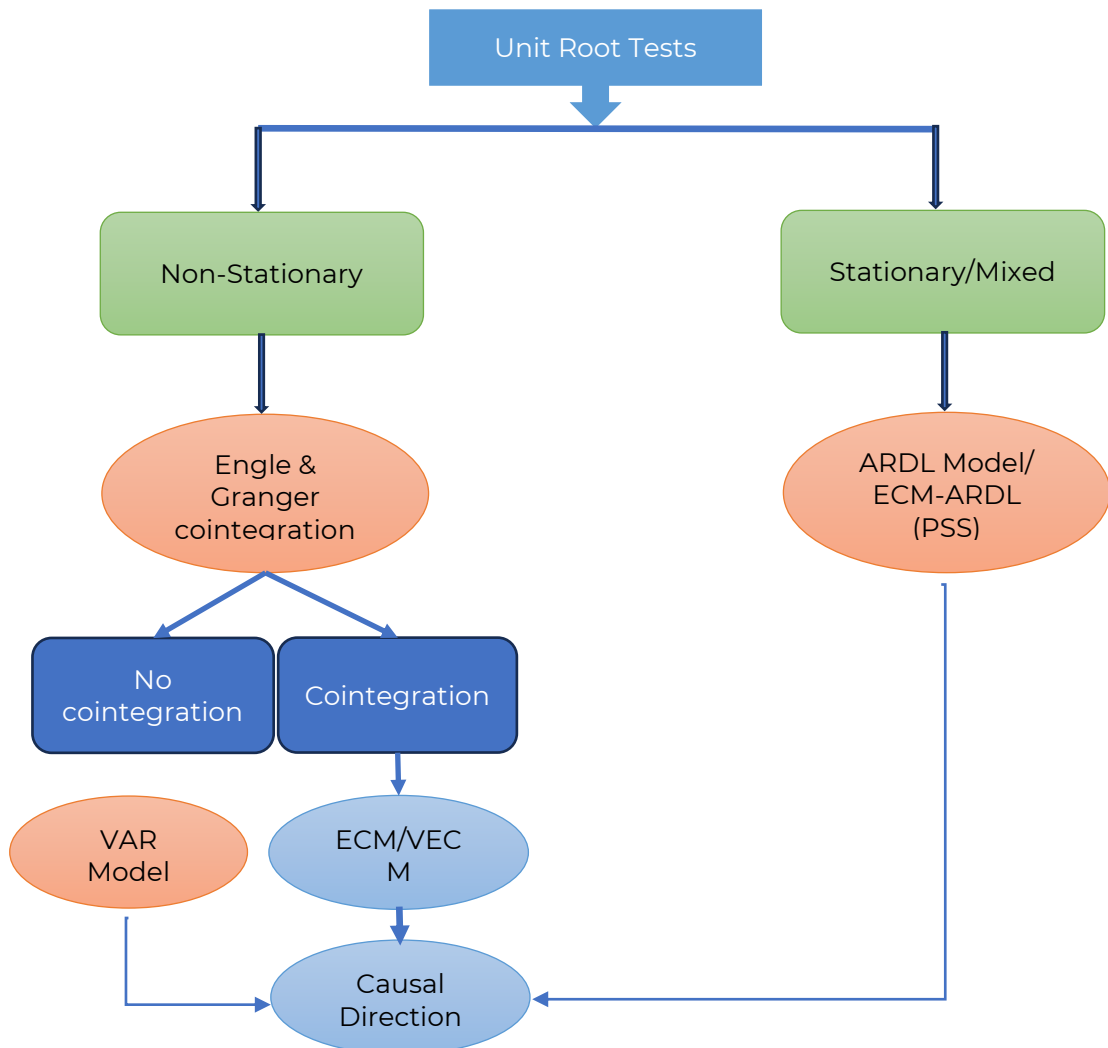 Unit Root Tests
Non-Stationary
Stationary/Mixed
Engle &
Granger
cointegration
ARDL Model/
ECM-ARDL
(PSS)
No
cointegration
Cointegration
VAR
Model
ECM/VEC
M
Causal
Direction